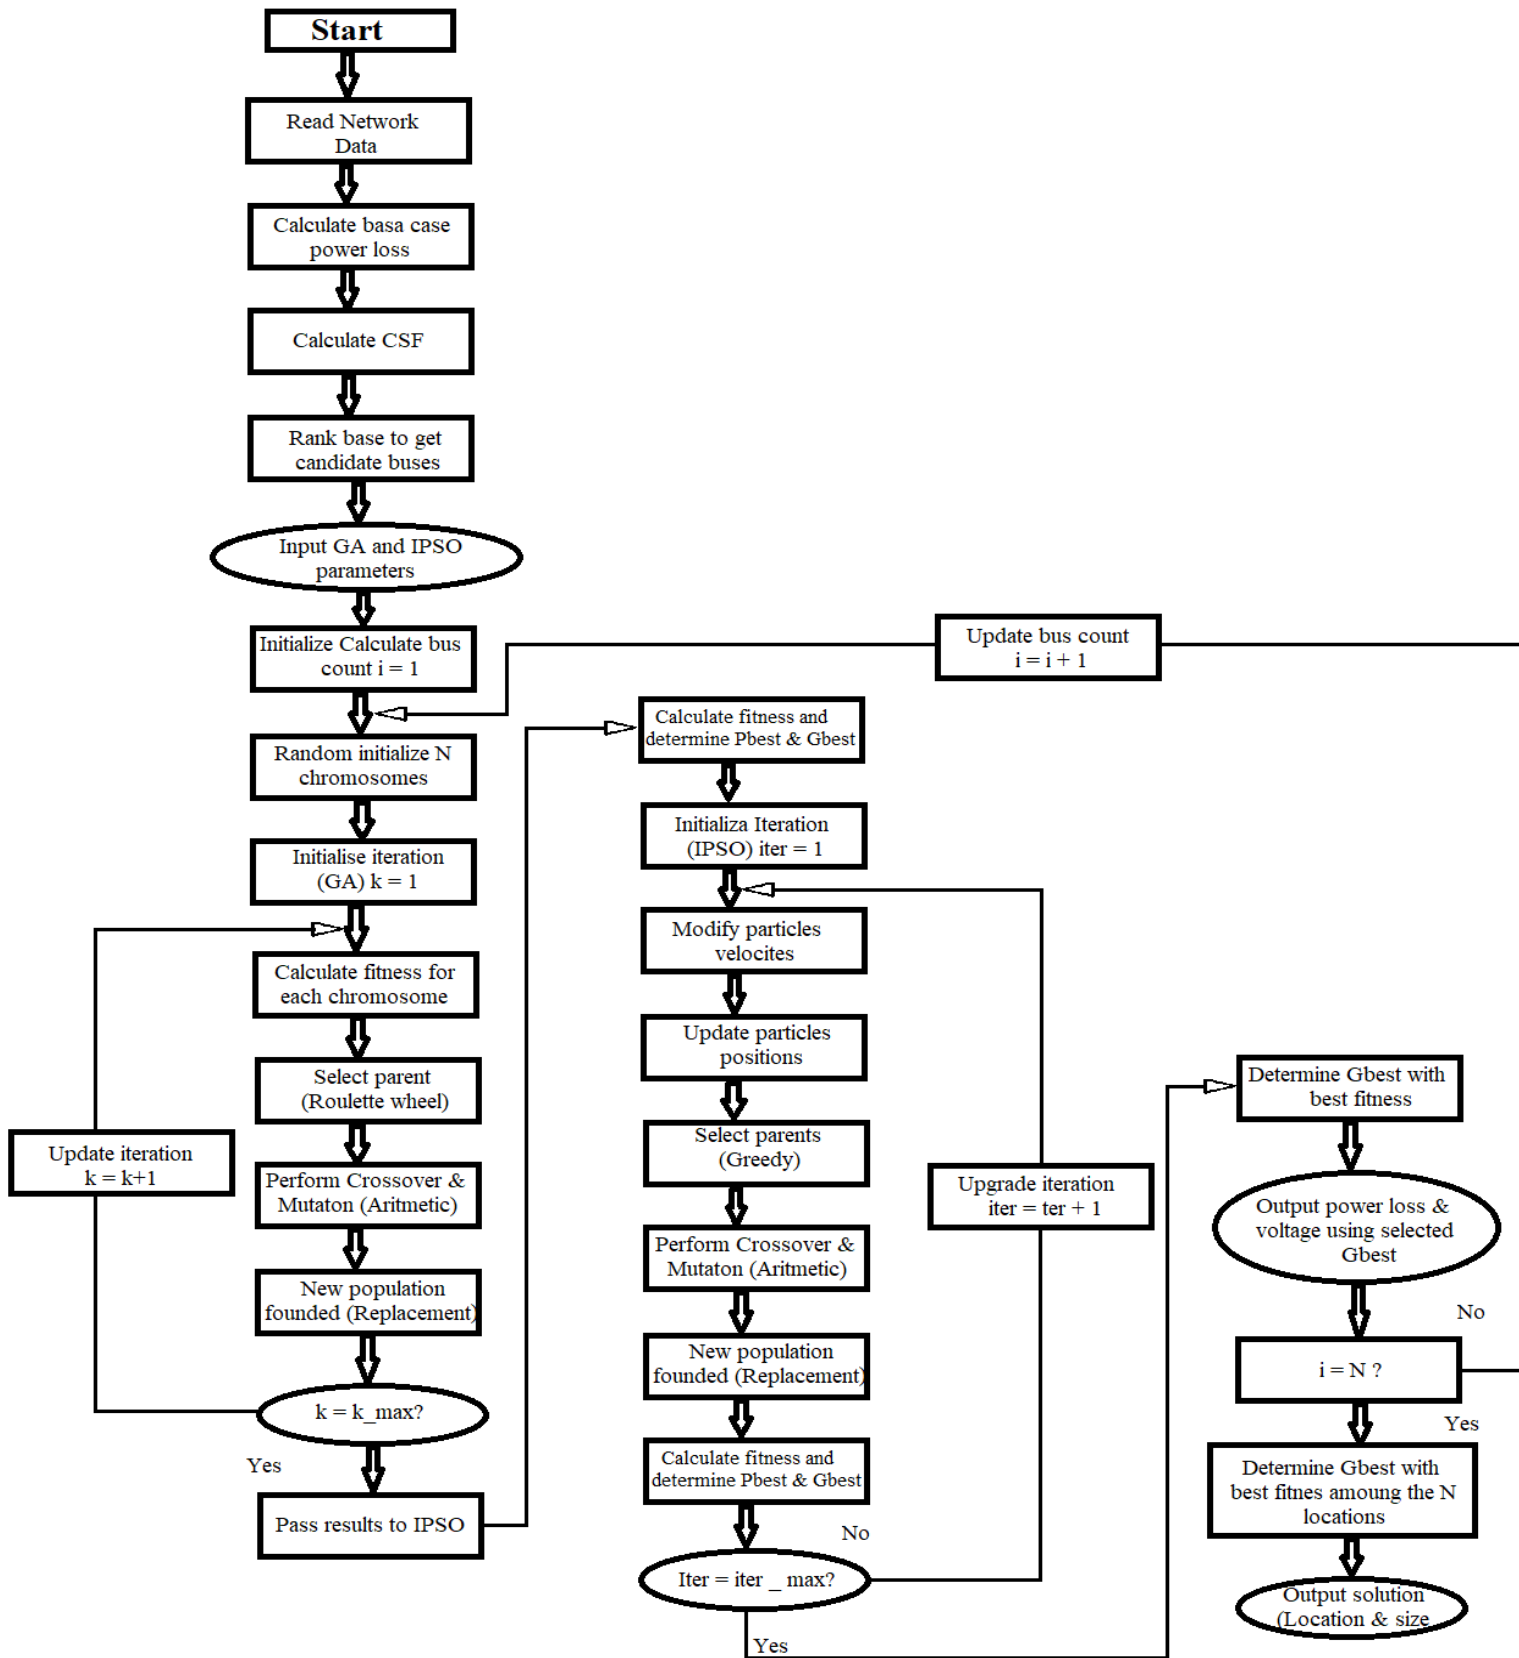 Start
Read Network
Data
Calculate basa case
power loss
Calculate CSF
Rank base to get
candidate buses
Input GA and IPSO
parameters
Initialize Calculate bus
count i = 1
Random initialize N
chromosomes
Initialise iteration
(GA) k = 1
Calculate fitness for
each chromosome
Select parent
(Roulette wheel)
Update iteration
k = k+1
Perform Crossover &
Mutaton (Aritmetic)
New population
founded (Replacement)
k = k_max?
Yes
Pass results to IPSO
Update bus count
i = i + 1
Calculate fitness and
determine Pbest & Gbest
Initializa Iteration
(IPSO) iter = 1
Modify particles
velocites
Update particles
positions
Select parents
(Greedy)
Upgrade iteration
iter = ter + 1
Perform Crossover &
Mutaton (Aritmetic)
New population
founded (Replacement)
Calculate fitness and
determine Pbest & Gbest
No
Iter = iter _ max?
Yes
Determine Gbest with
best fitness
Output power loss &
voltage using selected
Gbest
No
i = N ?
Yes
Determine Gbest with
best fitnes amoung the N
locations
Output solution
(Location & size